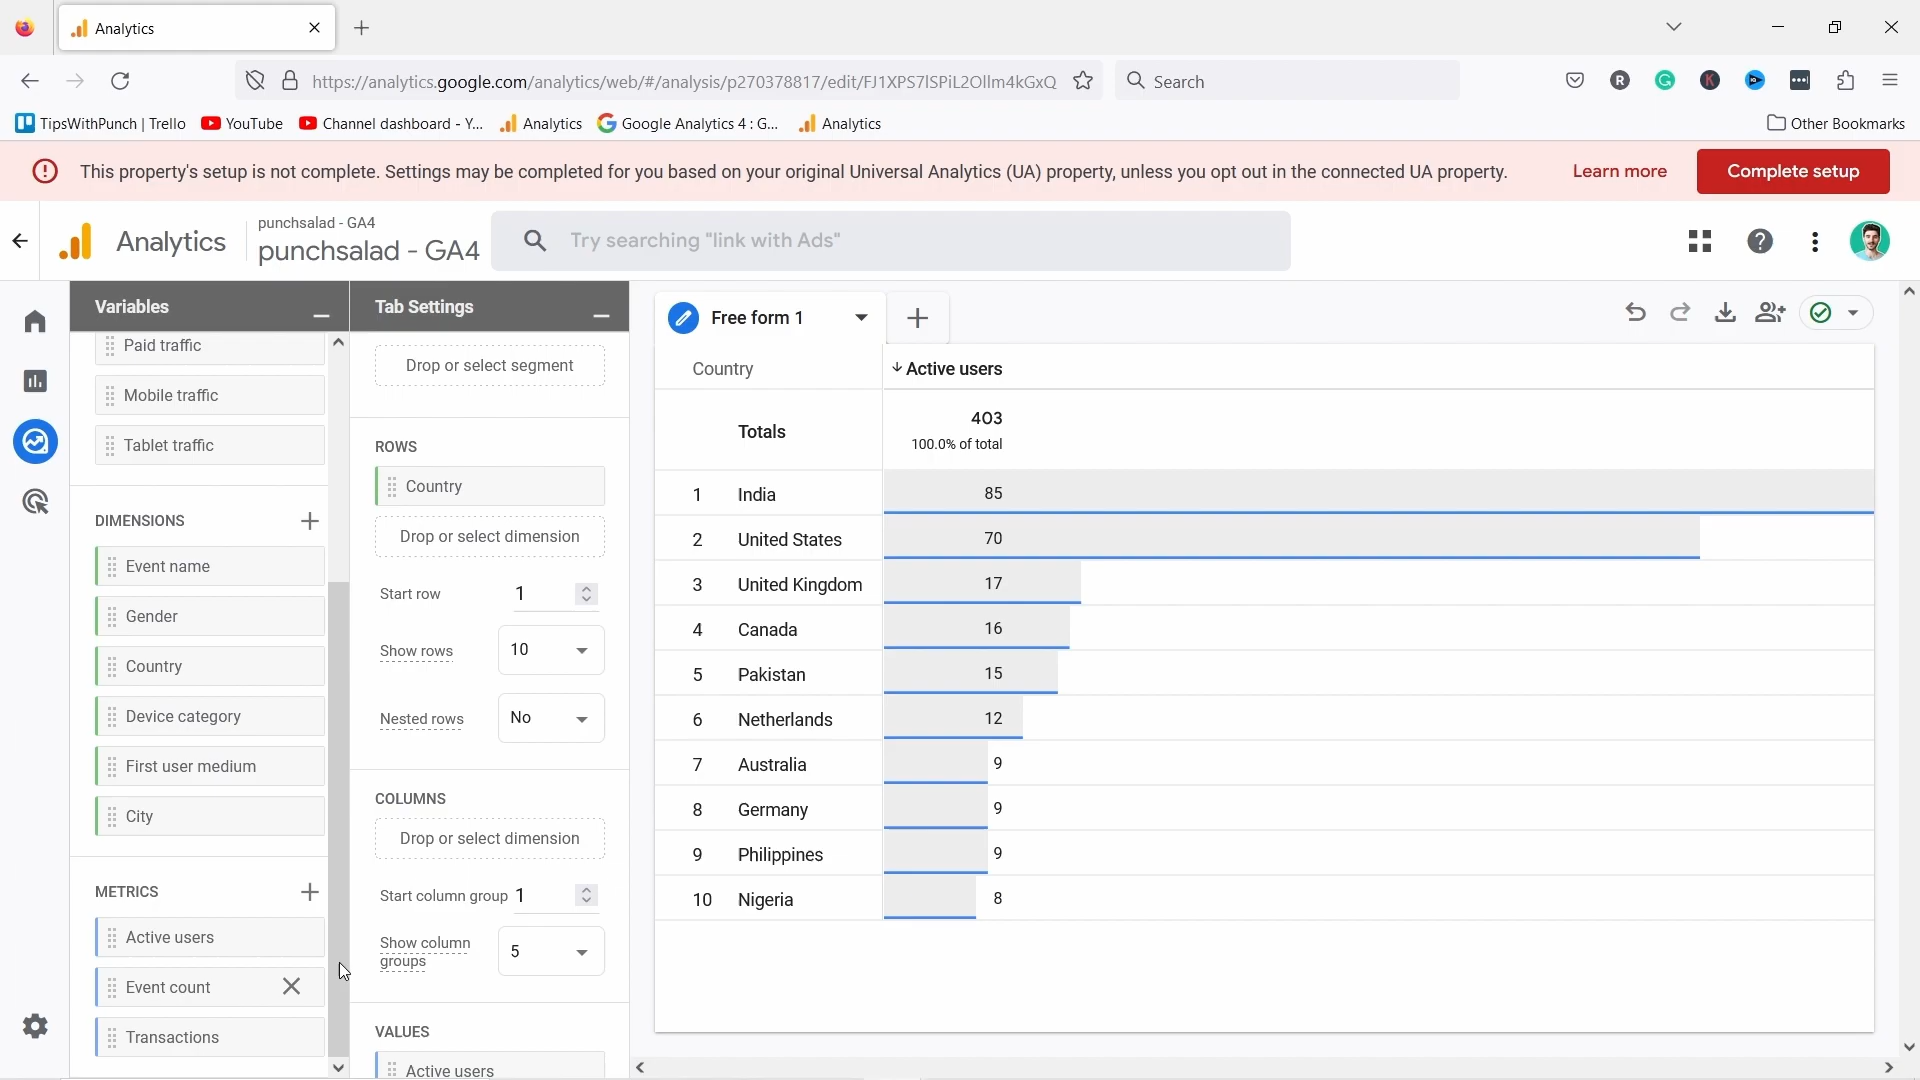 Analytics
https://analytics.google.com/analytics/web/#/analysis/p270378817/edit/FJ1XPS7lSPiL2Ollm4kGxQ
Search
TipsWithPunch | Trello
YouTube
Channel dashboard - Y...
Analytics
Google Analytics 4 : G...
Analytics
Other Bookmarks
This property's setup is not complete. Settings may be completed for you based on your original Universal Analytics (UA) property, unless you opt out in the connected UA property.
Learn more
Complete setup
Analytics
punchsalad - GA4
punchsalad - GA4
Try searching "link with Ads"
Variables
Paid traffic
Mobile traffic
Tablet traffic
DIMENSIONS
Event name
Gender
Country
Device category
First user medium
City
METRICS
Active users
Event count
Transactions
Tab Settings
Drop or select segment
ROWS
Country
Drop or select dimension
Start row 1
Show rows 10
Nested rows No
COLUMNS
Drop or select dimension
Start column group 1
Show column groups 5
VALUES
Active users
Free form 1
Country Active users
Totals 403
100.0% of total
1 India 85
2 United States 70
3 United Kingdom 17
4 Canada 16
5 Pakistan 15
6 Netherlands 12
7 Australia 9
8 Germany 9
9 Philippines 9
10 Nigeria 8